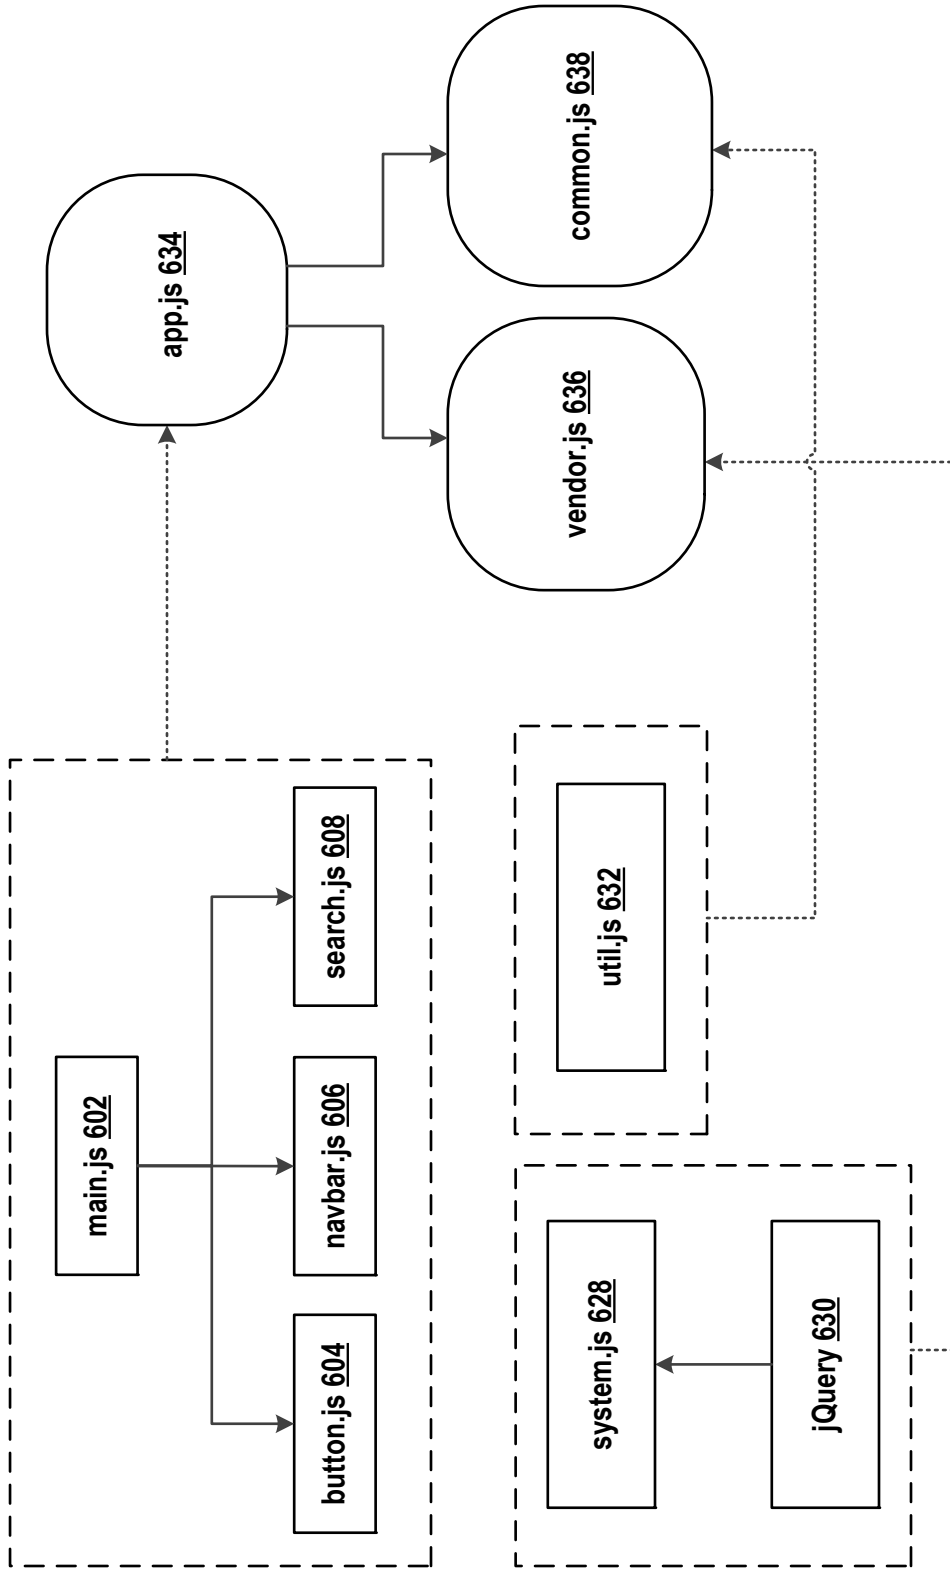 main.js 602
button.js 604
navbar.js 606
search.js 608
app.js 634
system.js 628
jQuery 630
util.js 632
vendor.js 636
common.js 638